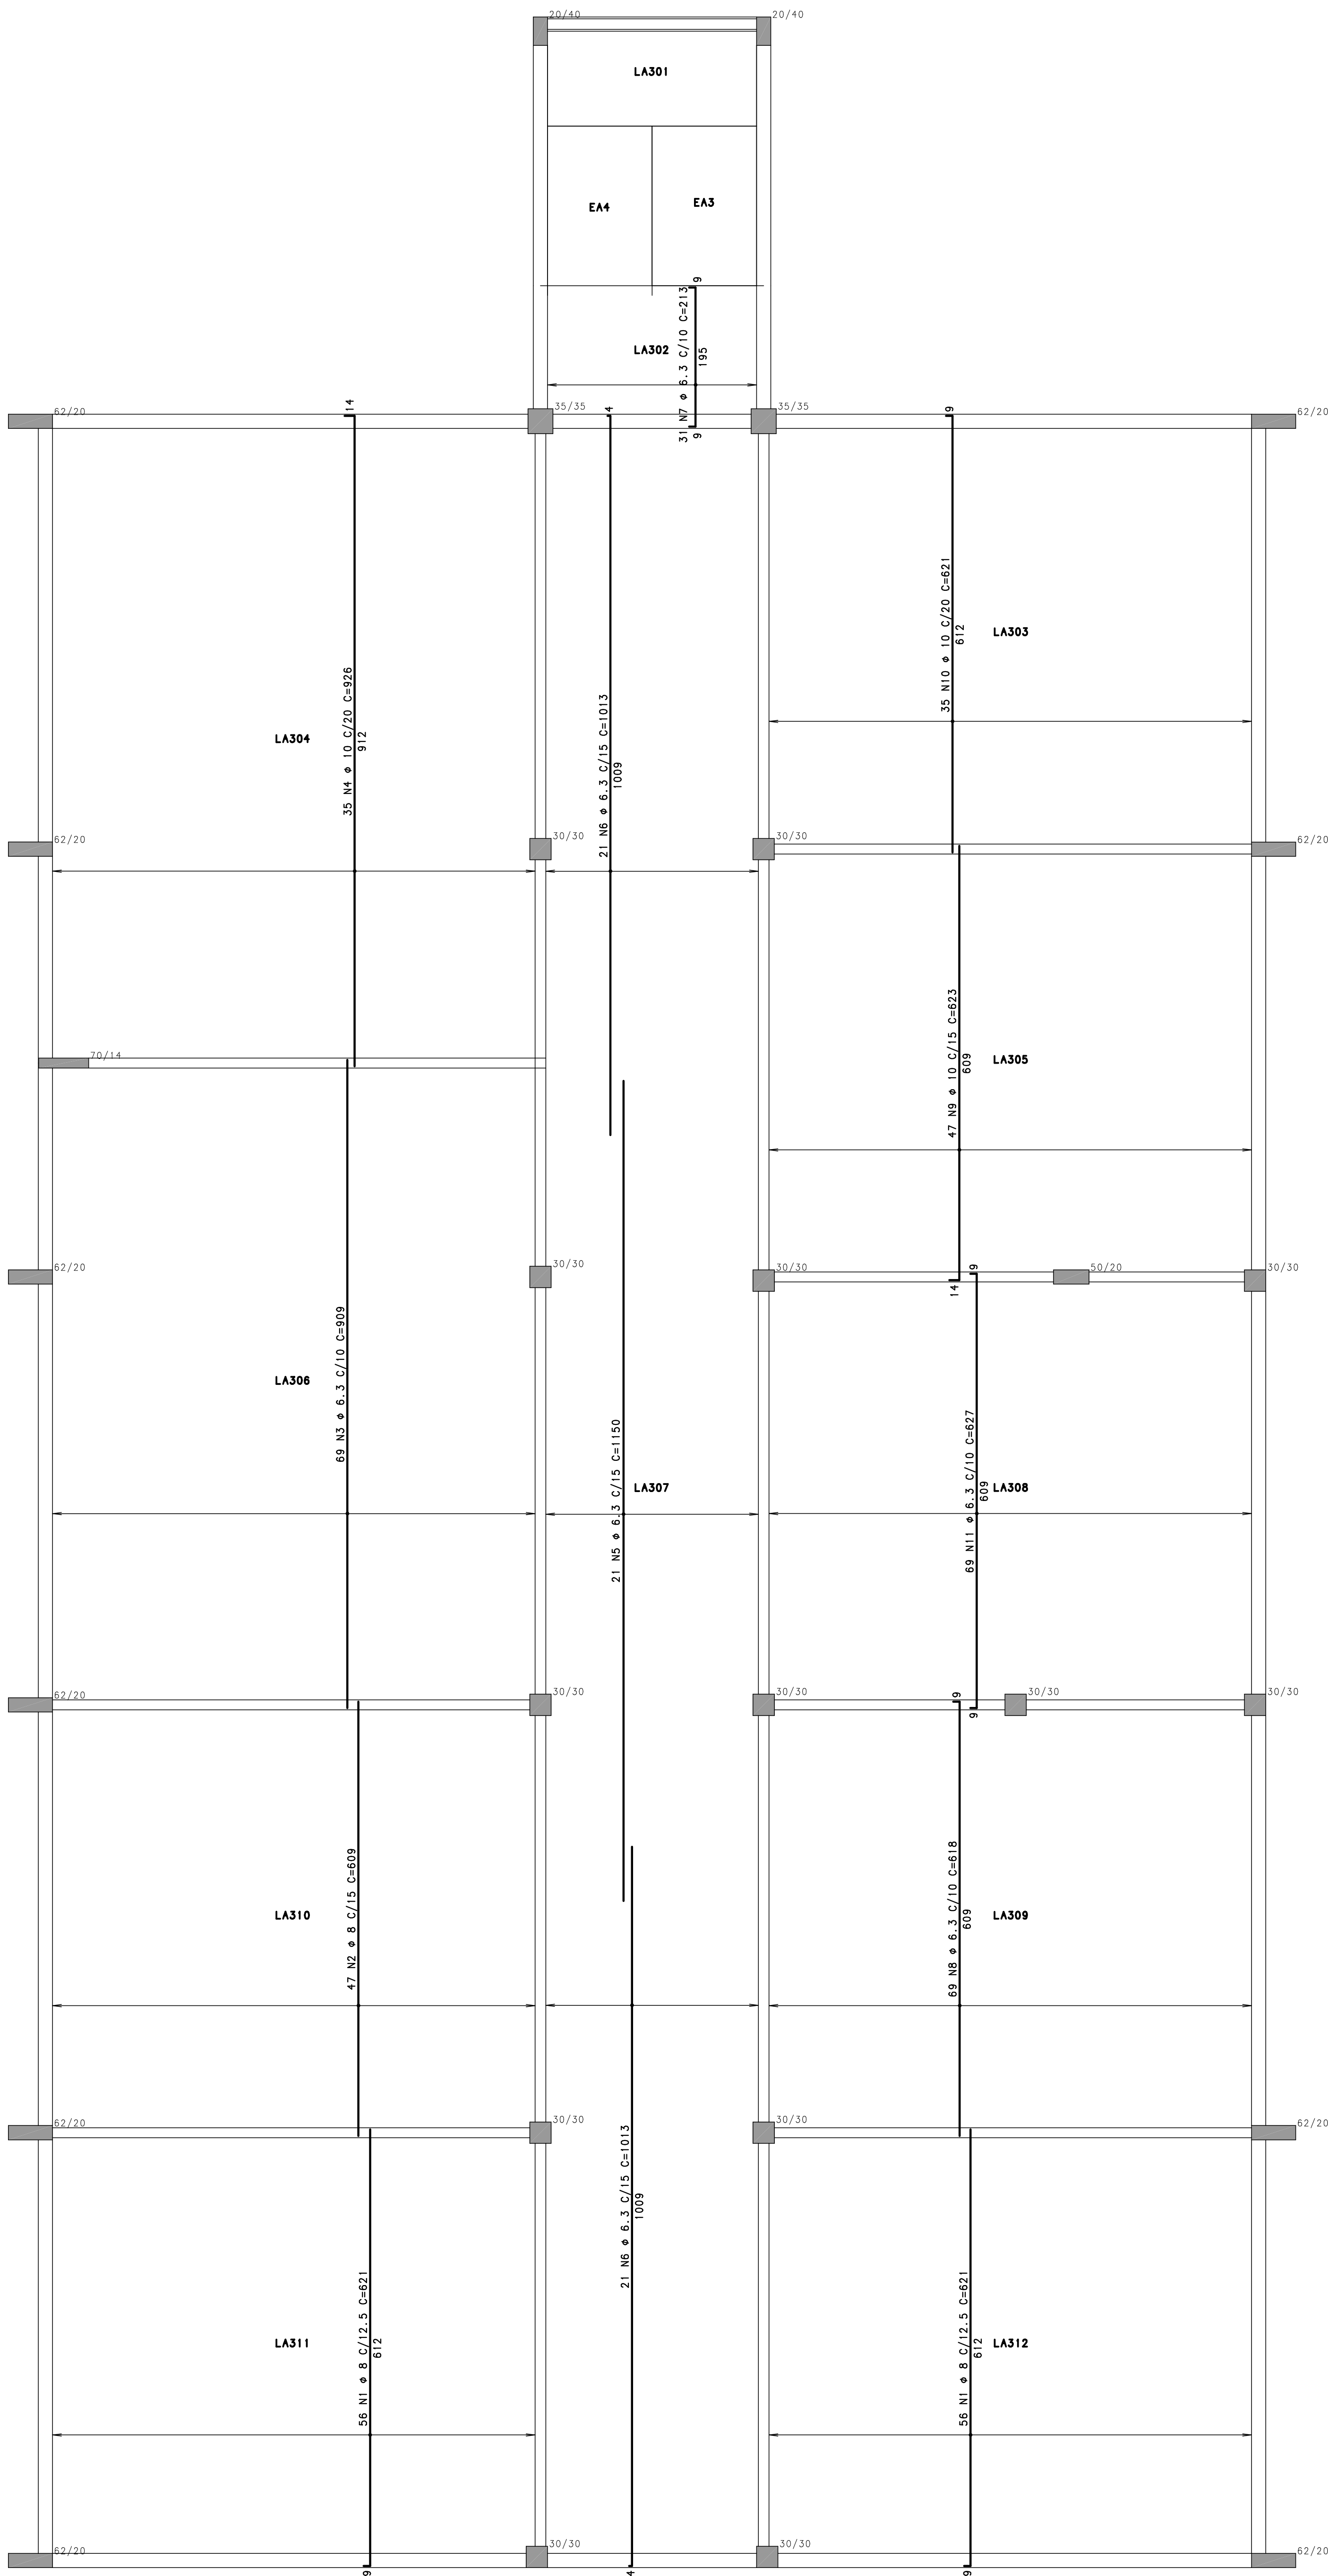 20/40
20/40
LA301
EA4
EA3
9
31 N7 φ 6.3 C/10 C=213
195
9
LA302
62/20
14
35/35
4
35/35
9
62/20
35 N10 φ 10 C/20 C=621
612
LA303
35 N4 φ 10 C/20 C=926
912
LA304
21 N6 φ 6.3 C/15 C=1013
1009
62/20
30/30
30/30
62/20
47 N9 φ 10 C/15 C=623
609
LA305
14
70/14
62/20
30/30
30/30
9
50/20
30/30
69 N3 φ 6.3 C/10 C=909
LA306
21 N5 φ 6.3 C/15 C=1150
LA307
69 N11 φ 6.3 C/10 C=627
609
LA308
9
62/20
30/30
30/30
9
30/30
30/30
47 N2 φ 8 C/15 C=609
LA310
69 N8 φ 6.3 C/10 C=618
609
LA309
62/20
30/30
30/30
62/20
21 N6 φ 6.3 C/15 C=1013
1009
56 N1 φ 8 C/12.5 C=621
612
LA311
56 N1 φ 8 C/12.5 C=621
612
LA312
62/20
9
30/30
4
30/30
9
62/20